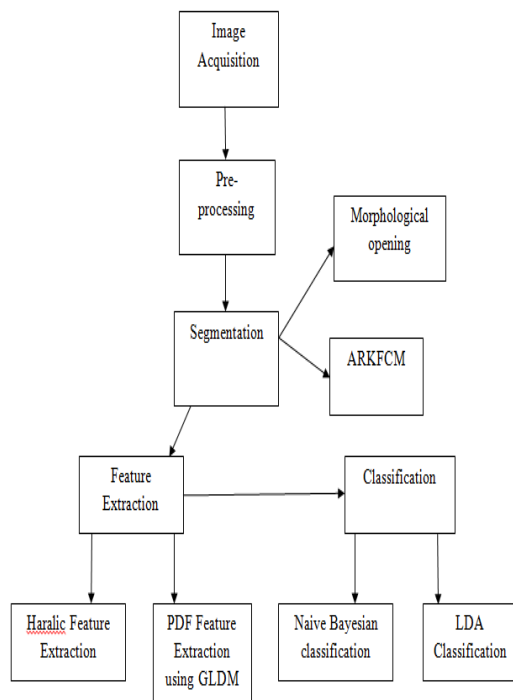 Image
Acquisition
Pre-
processing
Morphological
opening
Segmentation
ARKFCM
Feature
Extraction
Classification
Haralic Feature
Extraction
PDF Feature
Extraction
using GLDM
Naive Bayesian
classification
LDA
Classification